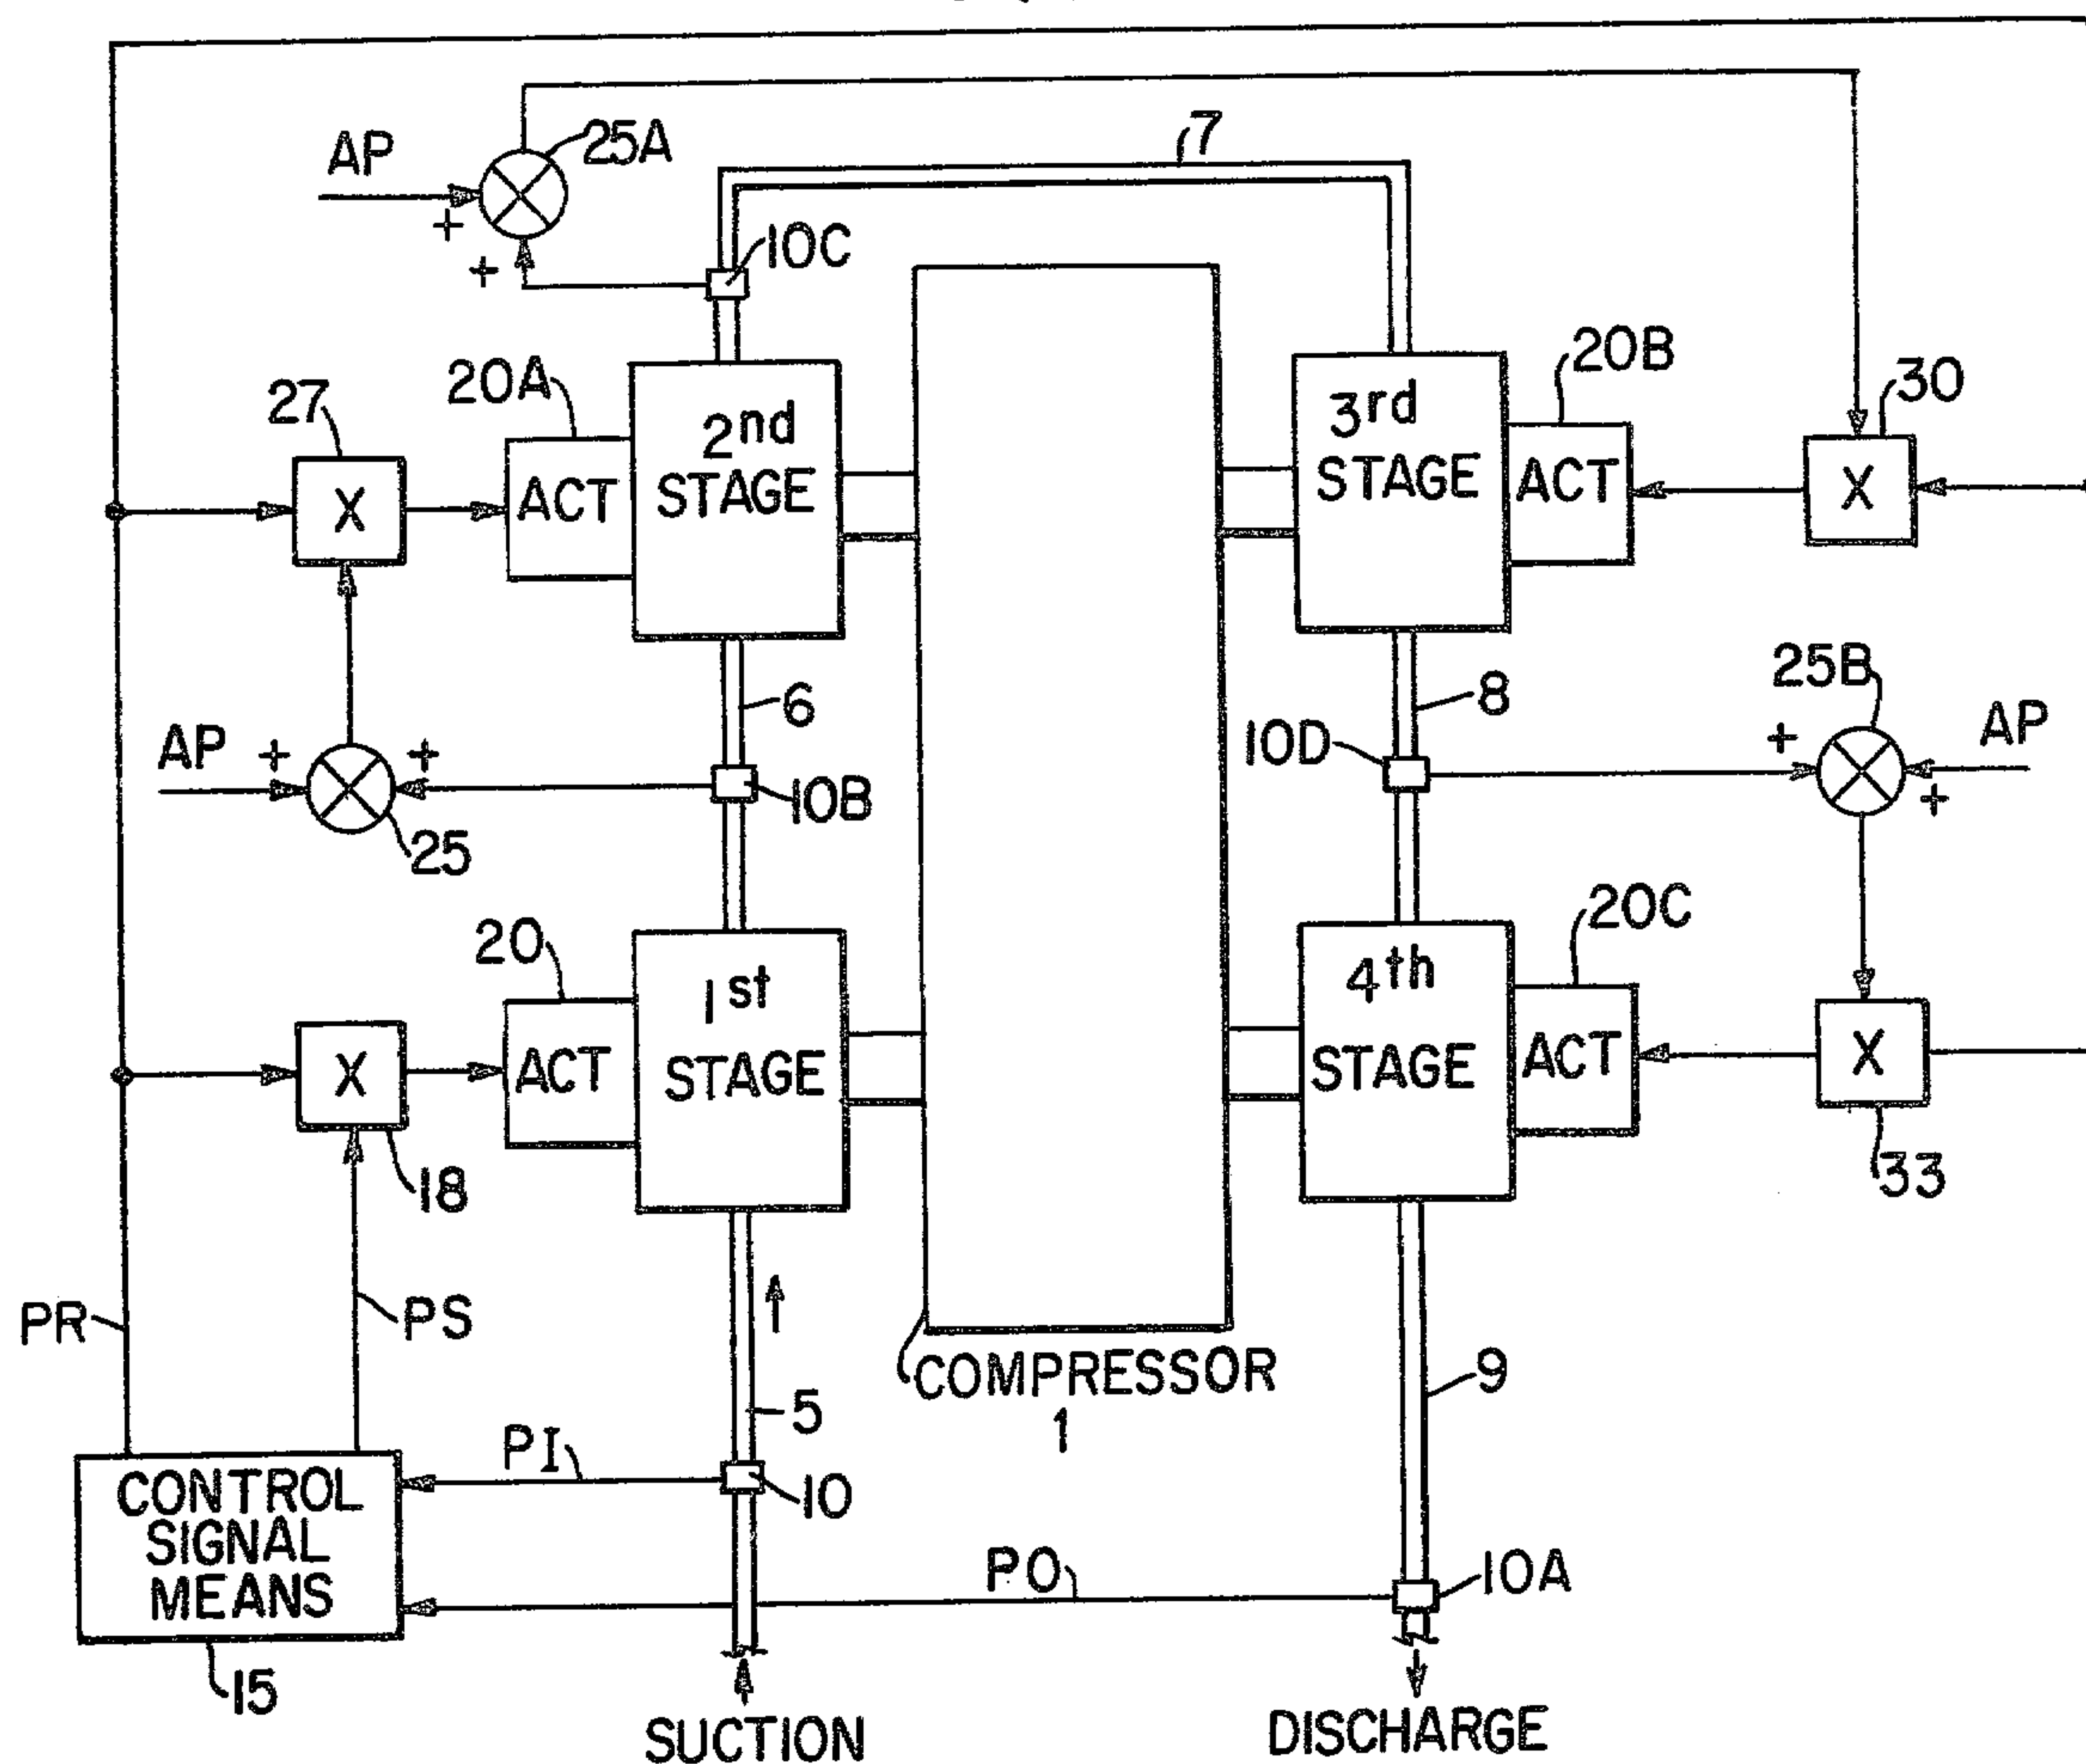 AP
25A
7
+
+
10C
20A
20B
30
27
2nd
STAGE
3rd
STAGE
X
ACT
ACT
X
25B
6
8
AP
+
+
10D
+
AP
10B
+
25
20
20C
1st
STAGE
4th
STAGE
X
ACT
ACT
X
18
33
PR
PS
COMPRESSOR
1
9
5
PI
CONTROL
SIGNAL
MEANS
10
PO
10A
15
SUCTION
DISCHARGE